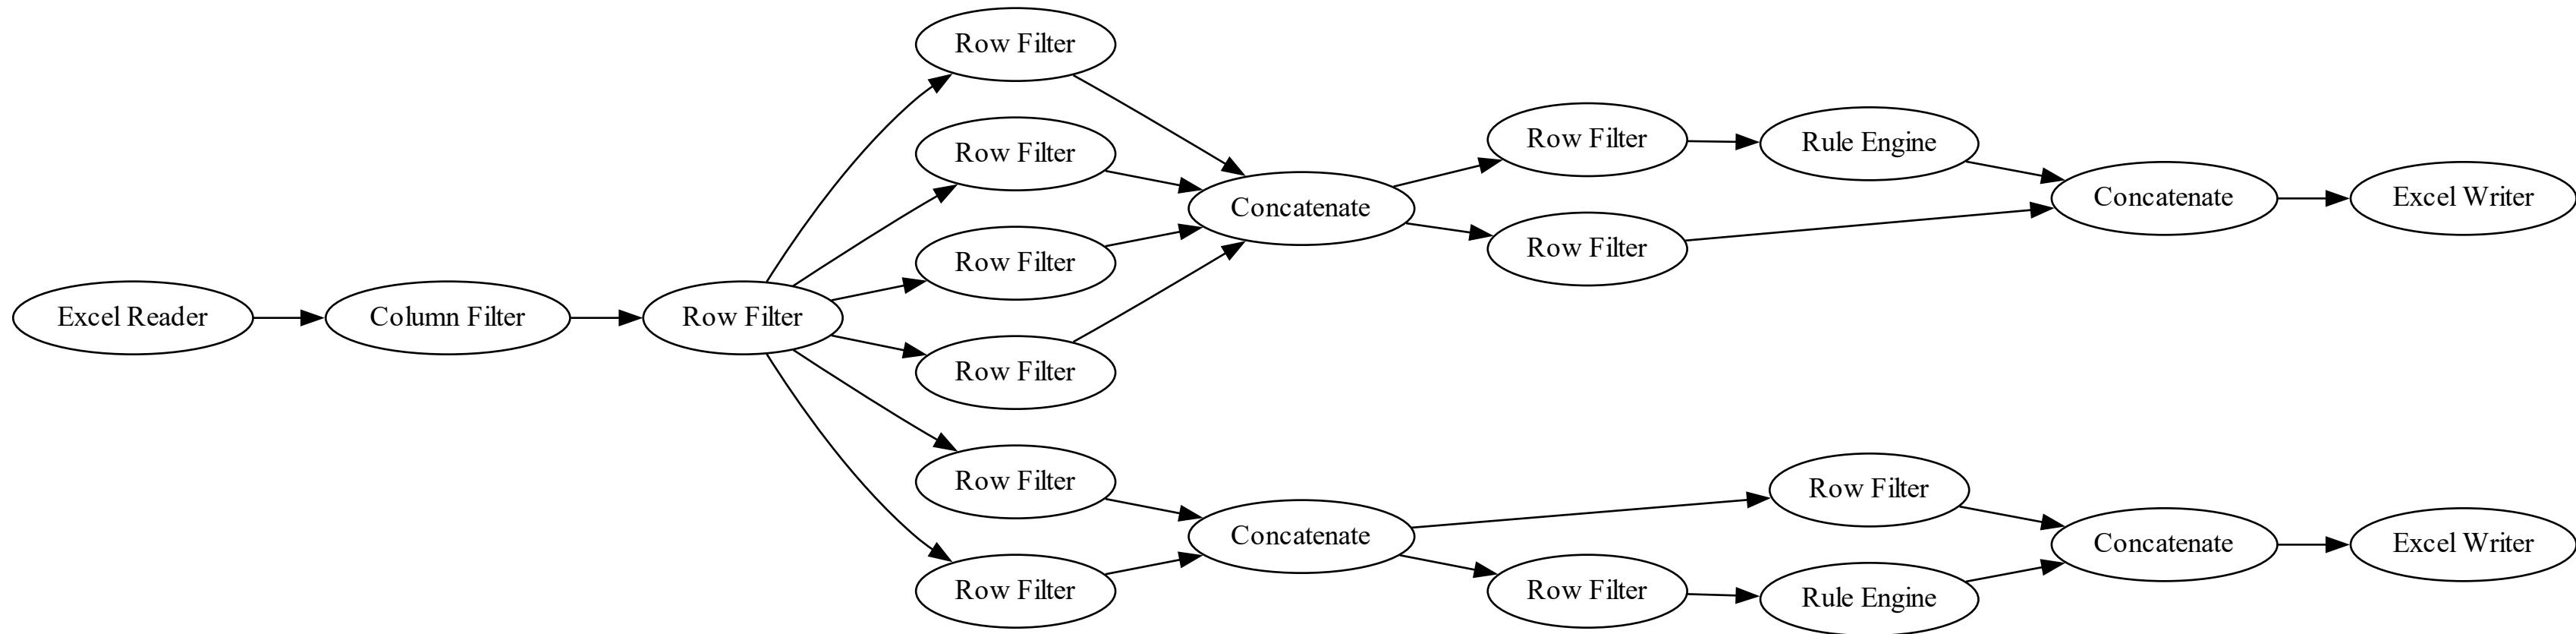 Excel Reader
Column Filter
Row Filter
Row Filter
Row Filter
Row Filter
Row Filter
Row Filter
Row Filter
Concatenate
Concatenate
Row Filter
Row Filter
Row Filter
Rule Engine
Row Filter
Rule Engine
Concatenate
Concatenate
Excel Writer
Excel Writer